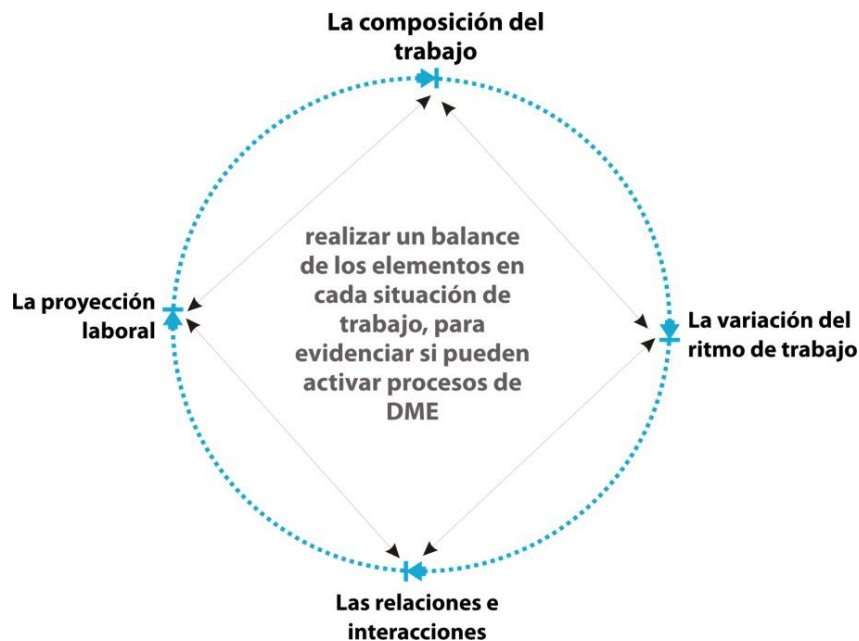 La composición del
trabajo
realizar un balance
de los elementos en
cada situación de
trabajo, para
evidenciar si pueden
activar procesos de
DME
La proyección
laboral
La variación del
ritmo de trabajo
Las relaciones e
interacciones